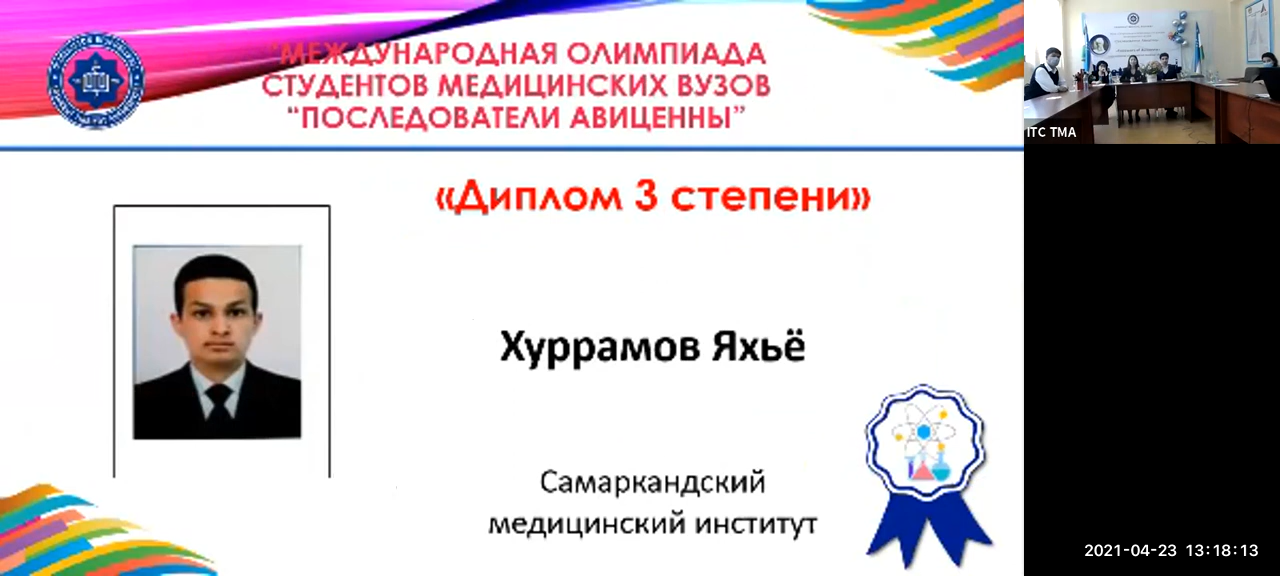 "МЕЖДУНАРОДНАЯ ОЛИМПИАДА
СТУДЕНТОВ МЕДИЦИНСКИХ ВУЗОВ
“ПОСЛЕДОВАТЕЛИ АВИЦЕННЫ”
«Диплом 3 степени»
Хуррамов Яхьё
Самаркандский
медицинский институт
ITC TMA
2021-04-23 13:18:13